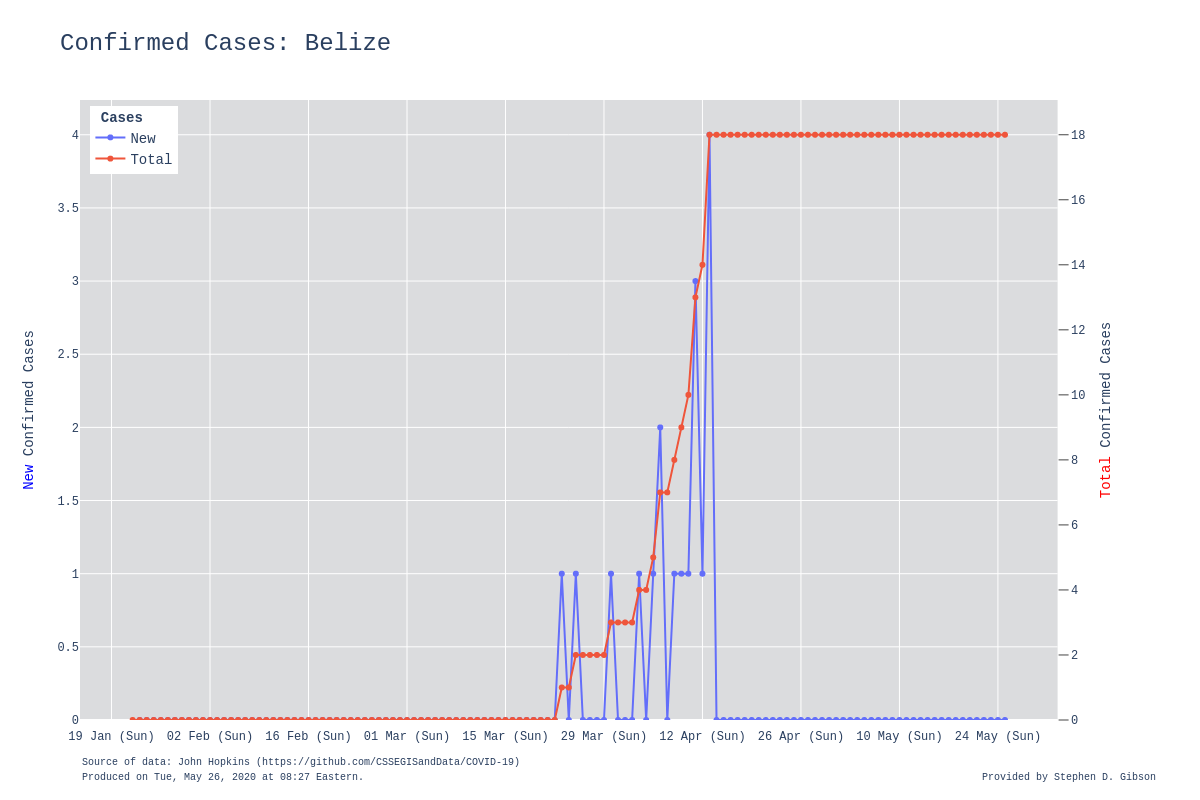 Confirmed Cases: Belize
Cases
New
Total
4
3.5
3
2.5
2
1.5
1
0.5
0
New Confirmed Cases
18
16
14
12
10
8
6
4
2
0
Total Confirmed Cases
19 Jan (Sun) 02 Feb (Sun) 16 Feb (Sun) 01 Mar (Sun) 15 Mar (Sun) 29 Mar (Sun) 12 Apr (Sun) 26 Apr (Sun) 10 May (Sun) 24 May (Sun)
Source of data: John Hopkins (https://github.com/CSSEGISandData/COVID-19)
Produced on Tue, May 26, 2020 at 08:27 Eastern.
Provided by Stephen D. Gibson